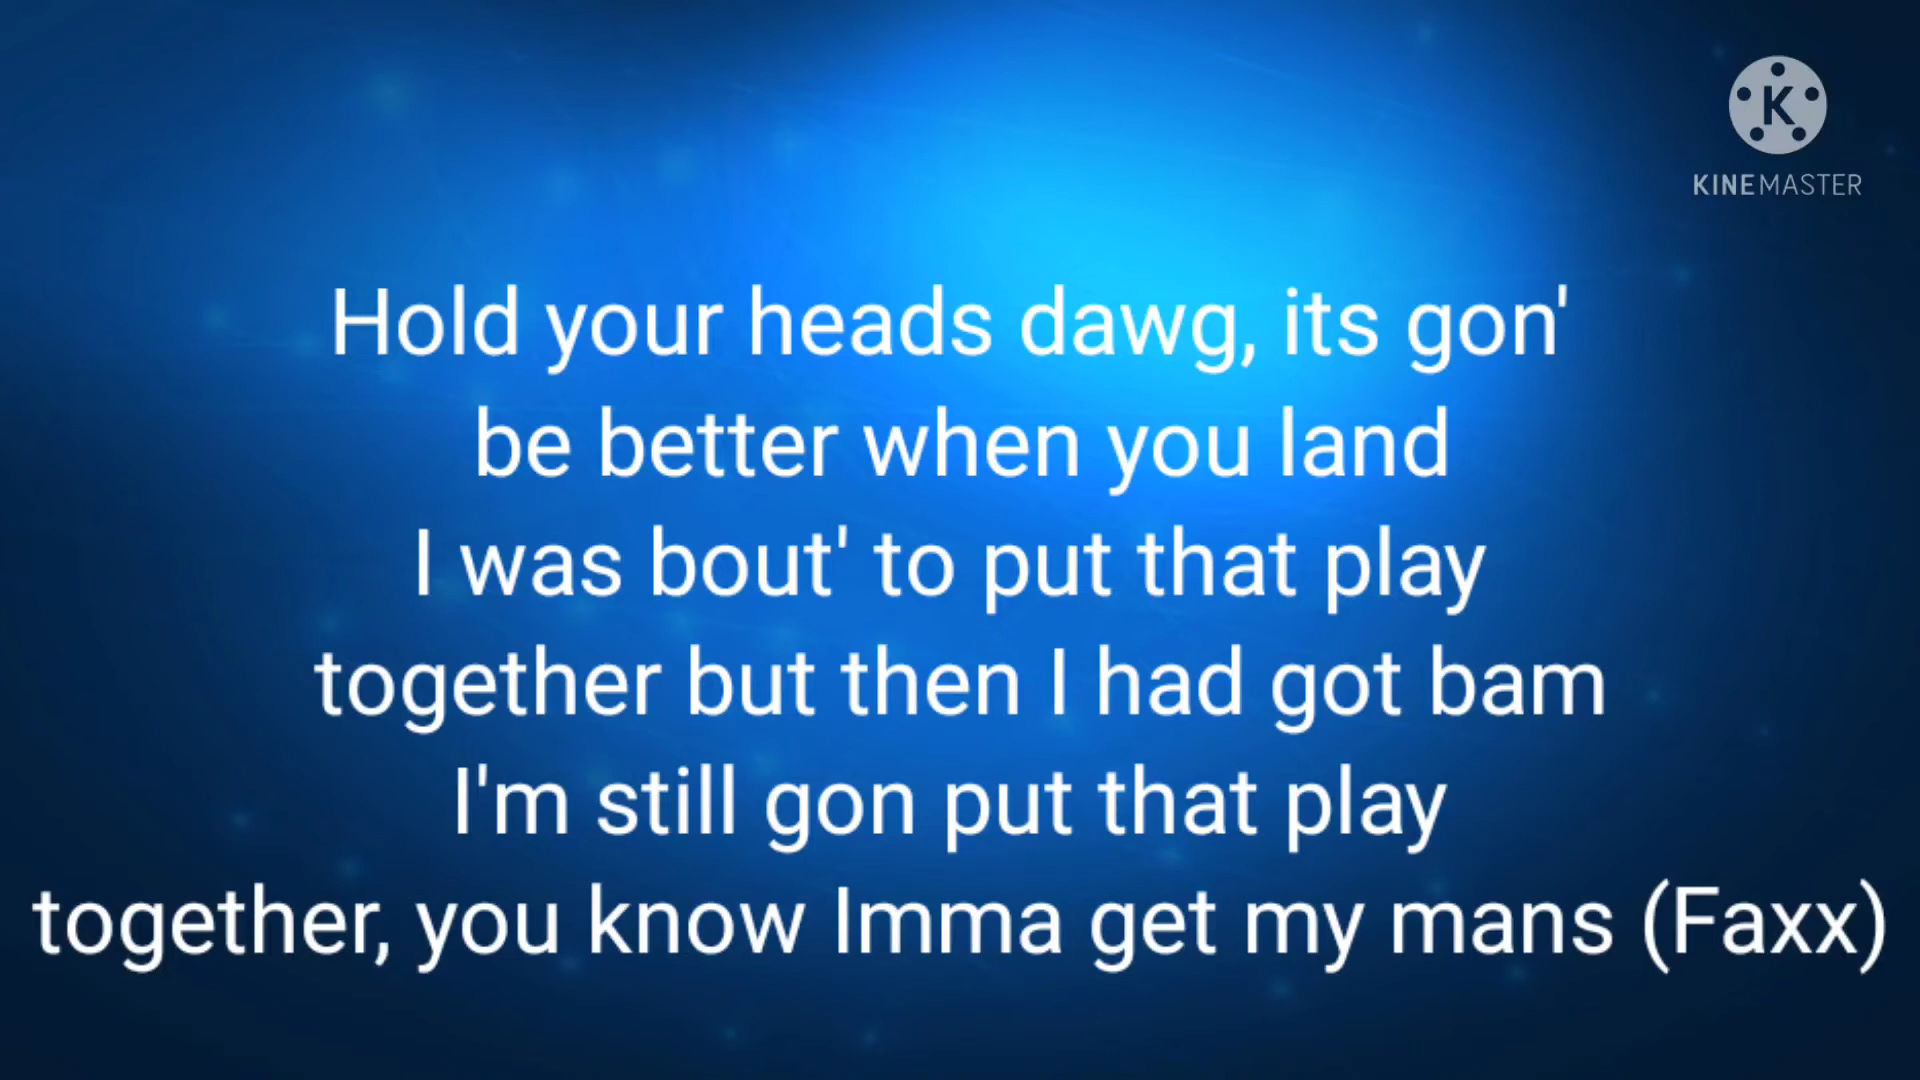 K
KINEMASTER
Hold your heads dawg, its gon'
be better when you land
I was bout' to put that play
together but then I had got bam
I'm still gon put that play
together, you know Imma get my mans (Faxx)